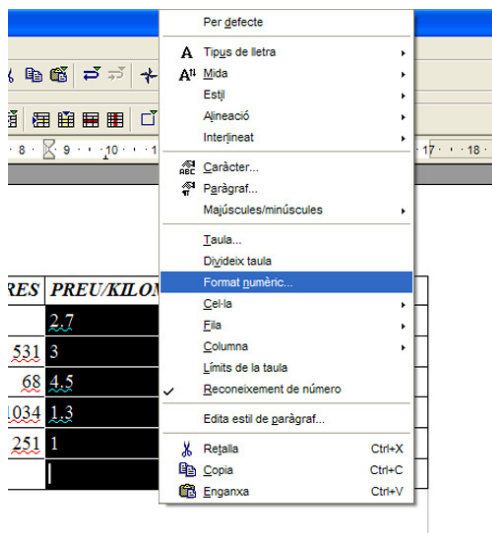 Per defecte
Tipus de lletra
Mida
Estil
Alineació
Interlineat
· 8 · 9 · · · 10 · · · 1
17 · · · 18 ·
Caràcter...
Paràgraf...
Majúscules/minúscules
Taula...
Divideix taula
Format numèric...
Cel·la
Fila
Columna
Límits de la taula
Reconeixement de número
Edita estil de paràgraf...
Retalla Ctrl+X
Copia Ctrl+C
Enganxa Ctrl+V
RES PREU/KILO
2.7
531 3
68 4.5
1034 1.3
251 1